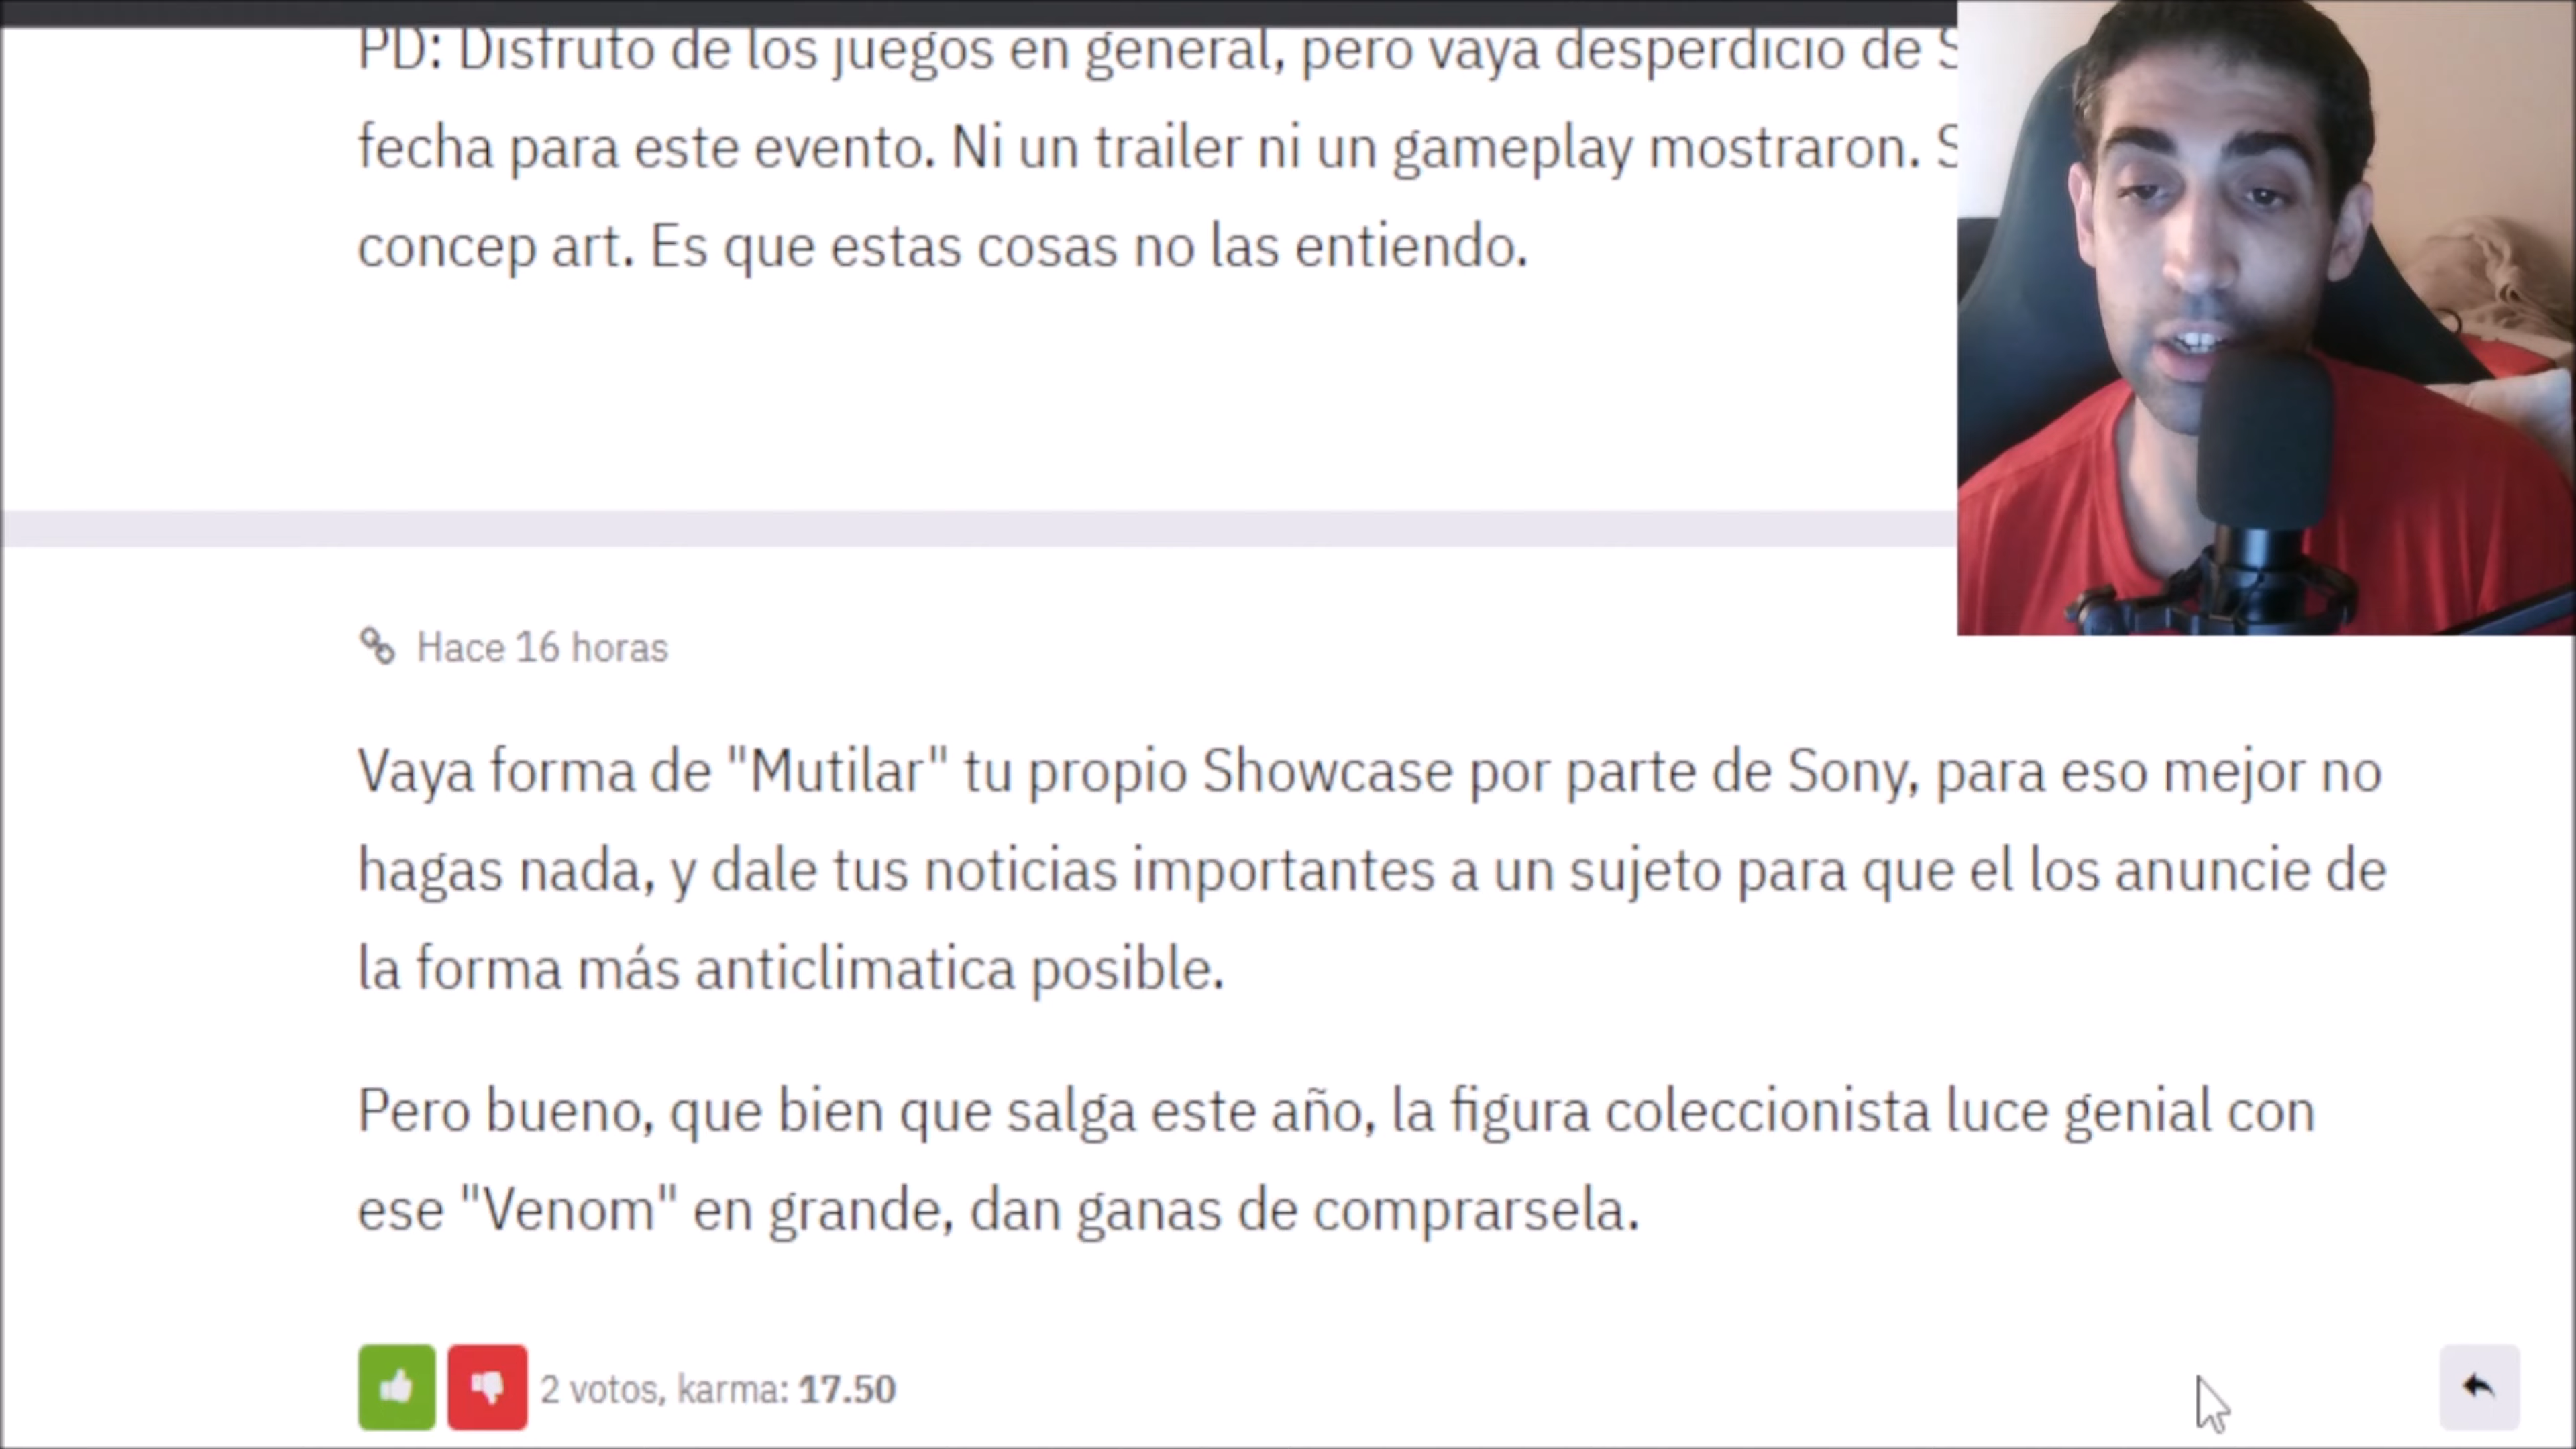 PD: Disfruto de los juegos en general, pero vaya desperdicio de
fecha para este evento. Ni un trailer ni un gameplay mostraron.
concep art. Es que estas cosas no las entiendo.
Hace 16 horas
Vaya forma de "Mutilar" tu propio Showcase por parte de Sony, para eso mejor no
hagas nada, y dale tus noticias importantes a un sujeto para que el los anuncie de
la forma más anticlimatica posible.
Pero bueno, que bien que salga este año, la figura coleccionista luce genial con
ese "Venom" en grande, dan ganas de comprarsela.
2 votos, karma: 17.50